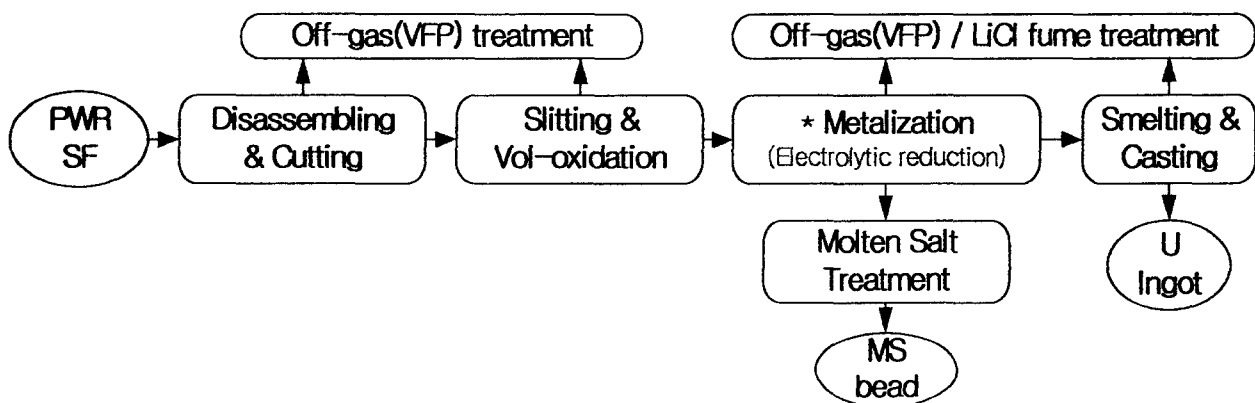 Off-gas(VFP) treatment
Off-gas(VFP) / LiCl fume treatment
PWR
SF
Disassembling
& Cutting
Slitting &
Vol-oxidation
* Metalization
(Electrolytic reduction)
Smelting &
Casting
Molten Salt
Treatment
U
Ingot
MS
bead